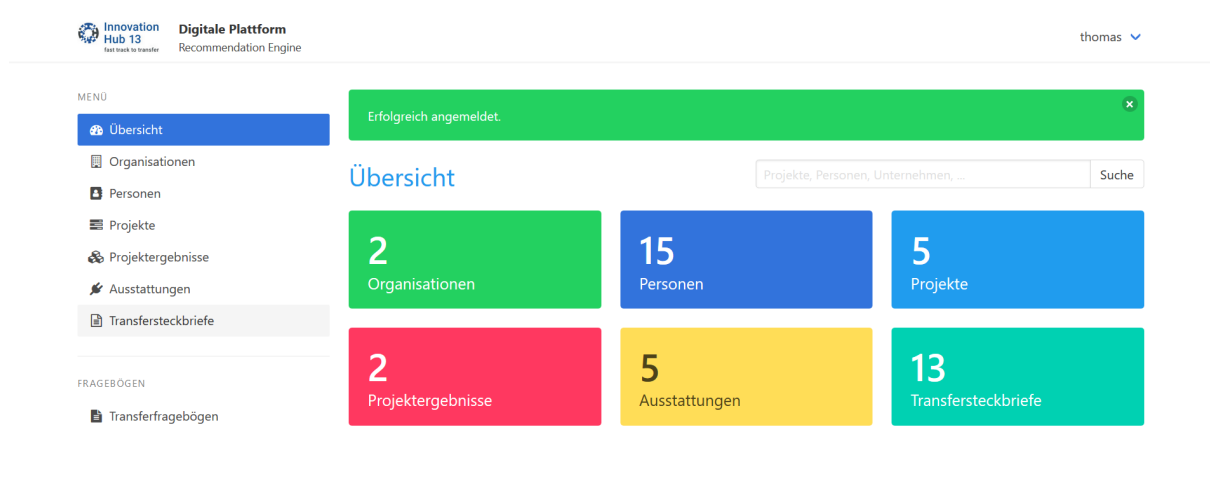 Innovation
Hub 13
fast track to transfer
Digitale Plattform
Recommendation Engine
thomas
MENÜ
Übersicht
Organisationen
Personen
Projekte
Projektergebnisse
Ausstattungen
Transfersteckbriefe
FRAGEBÖGEN
Transferfragebögen
Erfolgreich angemeldet.
Übersicht
Projekte, Personen, Unternehmen, ...
Suche
2
Organisationen
15
Personen
5
Projekte
2
Projektergebnisse
5
Ausstattungen
13
Transfersteckbriefe